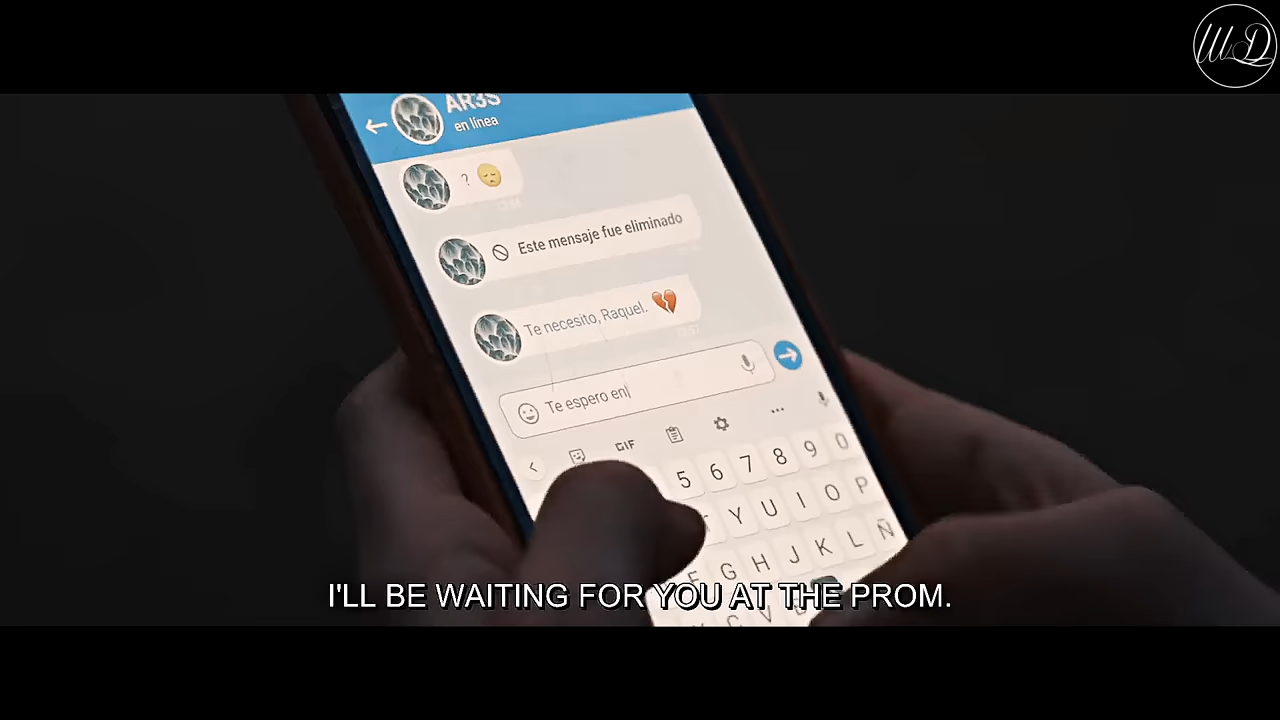 WD
AR3S
en línea
? 😔
Este mensaje fue eliminado
Te necesito, Raquel. 💔
Te espero en
GIF
5 6 7 8 9 0
Y U I O P
G H J K L Ñ
C V
I'LL BE WAITING FOR YOU AT THE PROM.